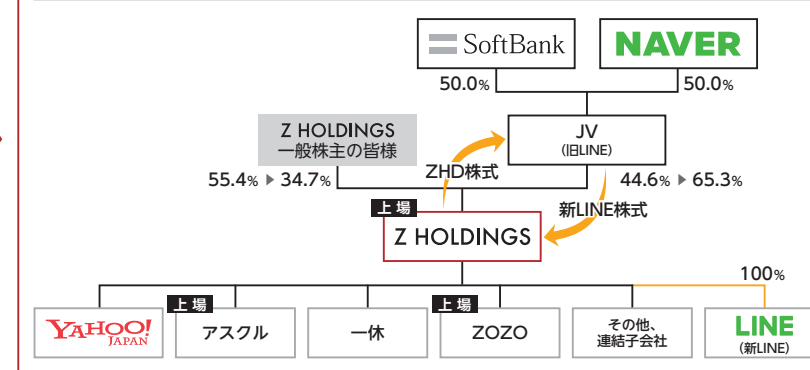 SoftBank
NAVER
50.0%
50.0%
Z HOLDINGS
一般株主の皆様
JV
(旧LINE)
55.4% ▶ 34.7%
ZHD株式
44.6% ▶ 65.3%
上場
新LINE株式
Z HOLDINGS
100%
YAHOO!
JAPAN
上場
アスクル
一休
上場
ZOZO
その他、
連結子会社
LINE
(新LINE)